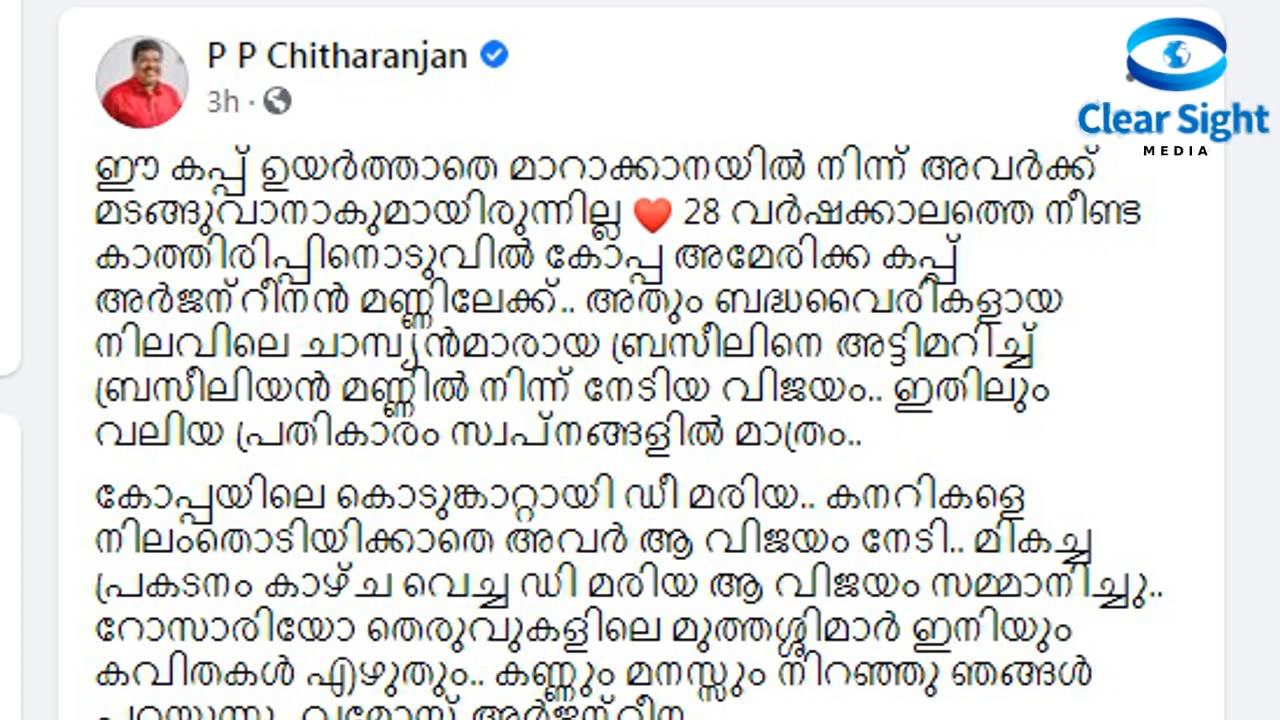 P P Chitharanjan
3h ·
Clear Sight
MEDIA
ഈ കപ്പ് ഉയർത്താതെ മാറാക്കാനയിൽ നിന്ന് അവർക്ക്
മടങ്ങുവാനാകുമായിരുന്നില്ല ❤️ 28 വർഷക്കാലത്തെ നീണ്ട
കാത്തിരിപ്പിനൊടുവിൽ കോപ്പ അമേരിക്ക കപ്പ്
അർജന്റീനൻ മണ്ണിലേക്ക്.. അതും ബദ്ധവൈരികളായ
നിലവിലെ ചാമ്പ്യൻമാരായ ബ്രസീലിനെ അട്ടിമറിച്ച്
ബ്രസീലിയൻ മണ്ണിൽ നിന്ന് നേടിയ വിജയം.. ഇതിലും
വലിയ പ്രതികാരം സ്വപ്നങ്ങളിൽ മാത്രം..
കോപ്പയിലെ കൊടുങ്കാറ്റായി ഡീ മരിയ.. കനറികളെ
നിലംതൊടിയിക്കാതെ അവർ ആ വിജയം നേടി.. മികച്ച
പ്രകടനം കാഴ്ച വെച്ച ഡി മരിയ ആ വിജയം സമ്മാനിച്ചു..
റോസാരിയോ തെരുവുകളിലെ മുത്തശ്ശിമാർ ഇനിയും
കവിതകൾ എഴുതും.. കണ്ണും മനസ്സും നിറഞ്ഞു ഞങ്ങൾ
പറയുന്നു.. വമോസ് അർജന്റീന